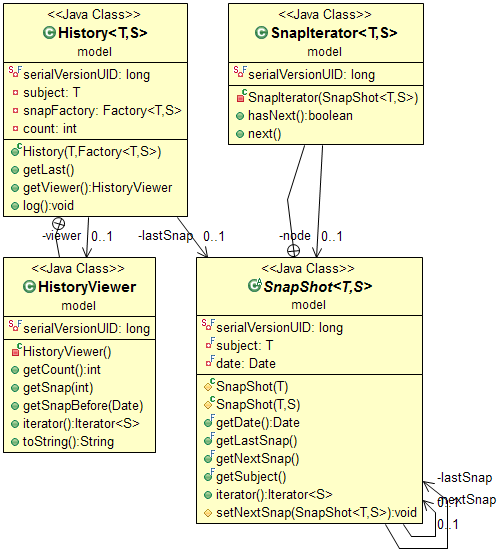 <<Java Class>>
History<T,S>
model
serialVersionUID: long
subject: T
snapFactory: Factory<T,S>
count: int
History(T,Factory<T,S>)
getLast()
getViewer():HistoryViewer
log():void
<<Java Class>>
SnapIterator<T,S>
model
serialVersionUID: long
SnapIterator(SnapShot<T,S>)
hasNext():boolean
next()
-viewer
0..1
-lastSnap
0..1
-node
0..1
<<Java Class>>
HistoryViewer
model
serialVersionUID: long
HistoryViewer()
getCount():int
getSnap(int)
getSnapBefore(Date)
iterator():Iterator<S>
toString():String
<<Java Class>>
SnapShot<T,S>
model
serialVersionUID: long
subject: T
date: Date
SnapShot(T)
SnapShot(T,S)
getDate():Date
getLastSnap()
getNextSnap()
getSubject()
iterator():Iterator<S>
setNextSnap(SnapShot<T,S>):void
-lastSnap
-nextSnap
0..1
0..1